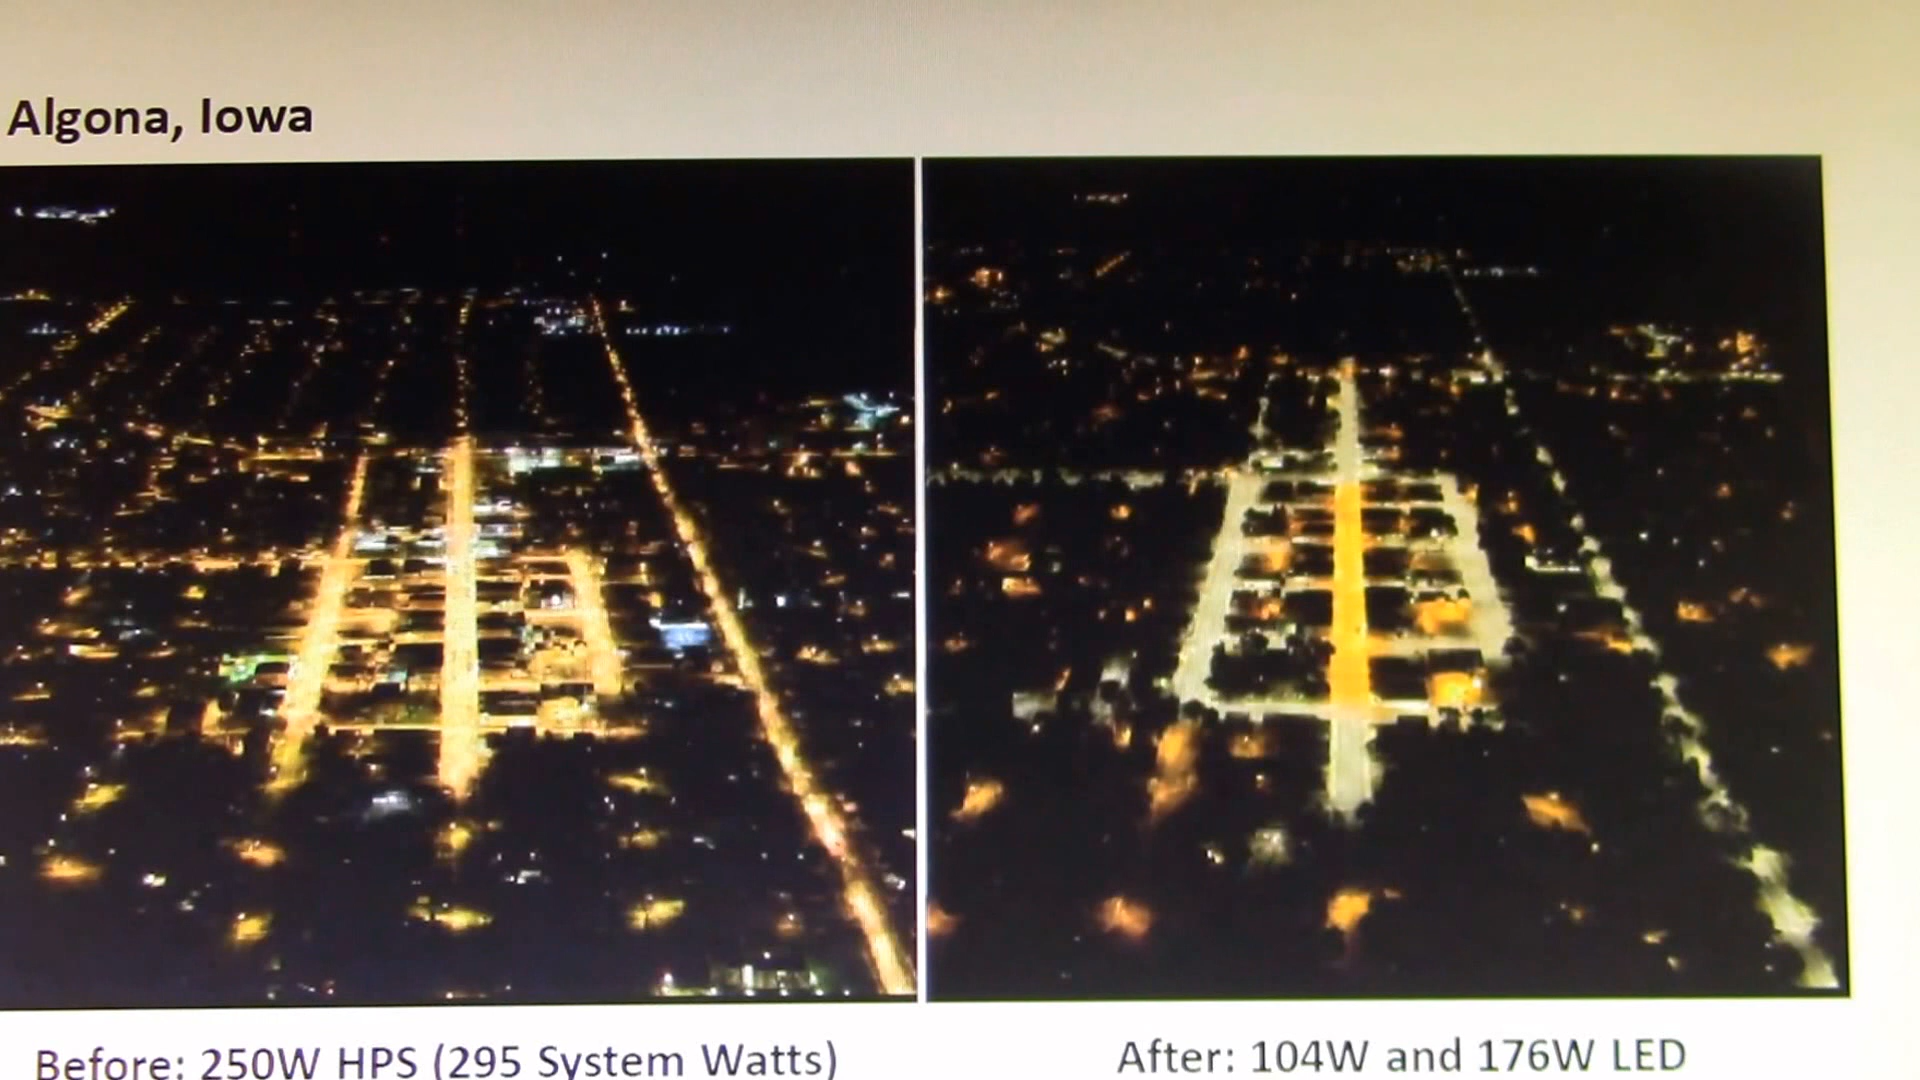 Algona, Iowa
Before: 250W HPS (295 System Watts)
After: 104W and 176W LED